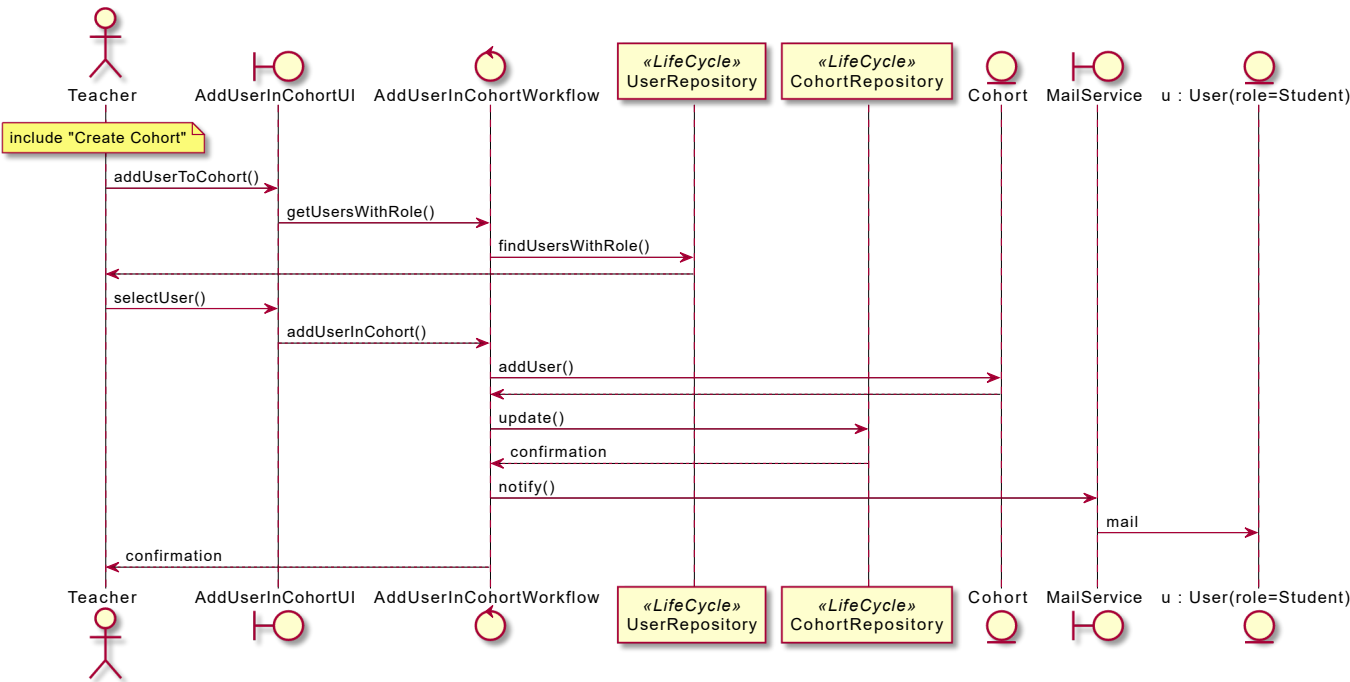 «LifeCycle»
«LifeCycle»
UserRepository
CohortRepository
Teacher
AddUserInCohortUI
AddUserInCohortWorkflow
Cohort
MailService
u : User(role=Student)
include "Create Cohort"
addUserToCohort()
getUsersWithRole()
findUsersWithRole()
selectUser()
addUserInCohort()
addUser()
update()
confirmation
notify()
mail
confirmation
Teacher
AddUserInCohortUI
AddUserInCohortWorkflow
«LifeCycle»
UserRepository
«LifeCycle»
CohortRepository
Cohort
MailService
u : User(role=Student)